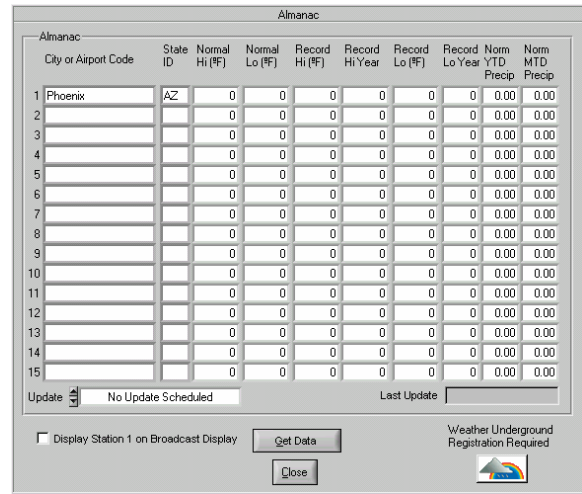 Almanac
Almanac
City or Airport Code State ID Normal Hi (ºF) Normal Lo (ºF) Record Hi (ºF) Record Hi Year Record Lo (ºF) Record Lo Year Norm YTD Precip Norm MTD Precip
1 Phoenix AZ 0 0 0 0 0 0 0.00 0.00
2 0 0 0 0 0 0 0.00 0.00
3 0 0 0 0 0 0 0.00 0.00
4 0 0 0 0 0 0 0.00 0.00
5 0 0 0 0 0 0 0.00 0.00
6 0 0 0 0 0 0 0.00 0.00
7 0 0 0 0 0 0 0.00 0.00
8 0 0 0 0 0 0 0.00 0.00
9 0 0 0 0 0 0 0.00 0.00
10 0 0 0 0 0 0 0.00 0.00
11 0 0 0 0 0 0 0.00 0.00
12 0 0 0 0 0 0 0.00 0.00
13 0 0 0 0 0 0 0.00 0.00
14 0 0 0 0 0 0 0.00 0.00
15 0 0 0 0 0 0 0.00 0.00
Update No Update Scheduled Last Update
Display Station 1 on Broadcast Display Get Data Weather Underground
Registration Required
Close